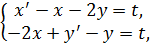 x′ − x − 2y = t,
−2x + y′ − y = t,